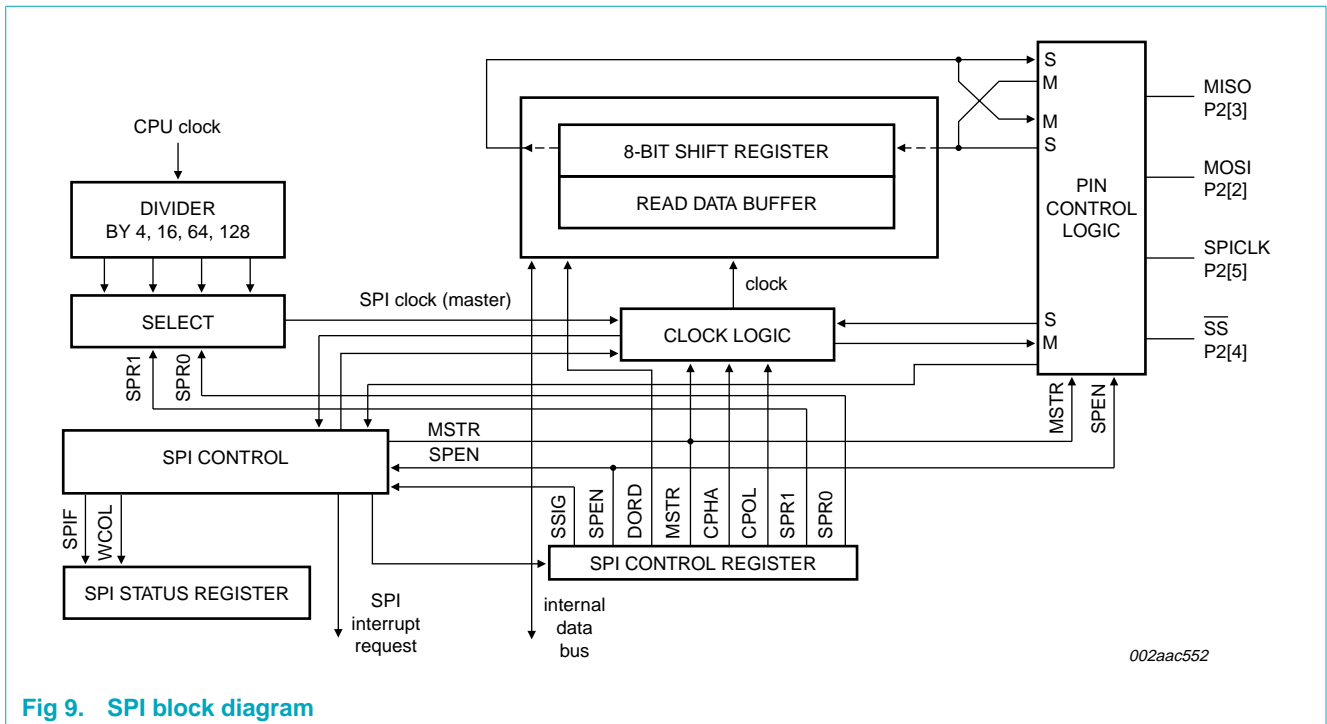 CPU clock
DIVIDER
BY 4, 16, 64, 128
SELECT
SPR1
SPR0
SPI clock (master)
8-BIT SHIFT REGISTER
READ DATA BUFFER
clock
CLOCK LOGIC
S
M
M
S
PIN
CONTROL
LOGIC
S
M
MISO
P2[3]
MOSI
P2[2]
SPICLK
P2[5]
SS
P2[4]
MSTR
SPEN
SPI CONTROL
MSTR
SPEN
SPIF
WCOL
SPI STATUS REGISTER
SPI
interrupt
request
SSIG
SPEN
DORD
MSTR
CPHA
CPOL
SPR1
SPR0
SPI CONTROL REGISTER
internal
data
bus
002aac552
Fig 9. SPI block diagram